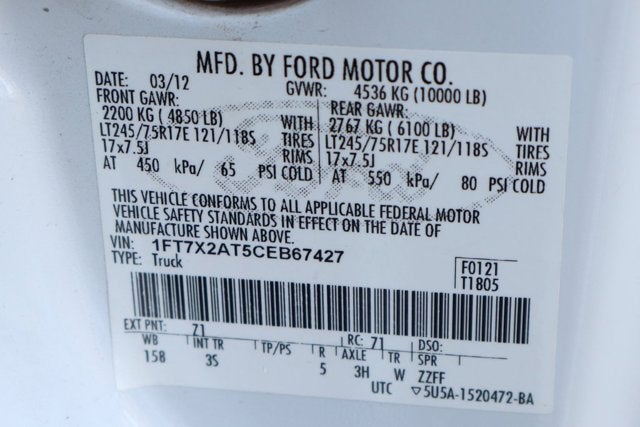 MFD. BY FORD MOTOR CO.
DATE: 03/12 GVWR: 4536 KG (10000 LB)
FRONT GAWR: REAR GAWR:
2200 KG ( 4850 LB) WITH 2767 KG ( 6100 LB) WITH
LT245/75R17E 121/118S TIRES LT245/75R17E 121/118S TIRES
17x7.5J RIMS 17x7.5J RIMS
AT 450 kPa/ 65 PSI COLD AT 550 kPa/ 80 PSI COLD
THIS VEHICLE CONFORMS TO ALL APPLICABLE FEDERAL MOTOR
VEHICLE SAFETY STANDARDS IN EFFECT ON THE DATE OF
MANUFACTURE SHOWN ABOVE.
VIN: 1FT7X2AT5CEB67427 F0121
TYPE: Truck T1805
EXT PNT: Z1 RC: 71 DSO:
WB INT TR TP/PS R AXLE TR SPR
158 3S 5 3H W ZZFF
UTC ▽5U5A-1520472-BA